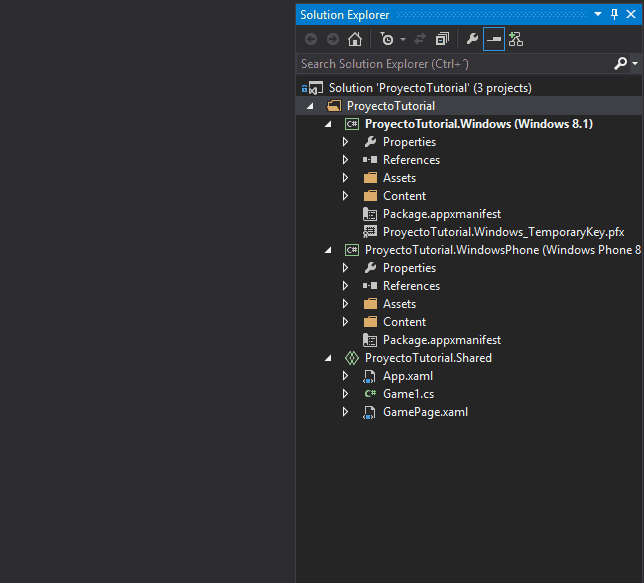 Solution Explorer
Search Solution Explorer (Ctrl+´)
Solution 'ProyectoTutorial' (3 projects)
ProyectoTutorial
C# ProyectoTutorial.Windows (Windows 8.1)
Properties
References
Assets
Content
Package.appxmanifest
ProyectoTutorial.Windows_TemporaryKey.pfx
C# ProyectoTutorial.WindowsPhone (Windows Phone 8
Properties
References
Assets
Content
Package.appxmanifest
ProyectoTutorial.Shared
App.xaml
C# Game1.cs
GamePage.xaml